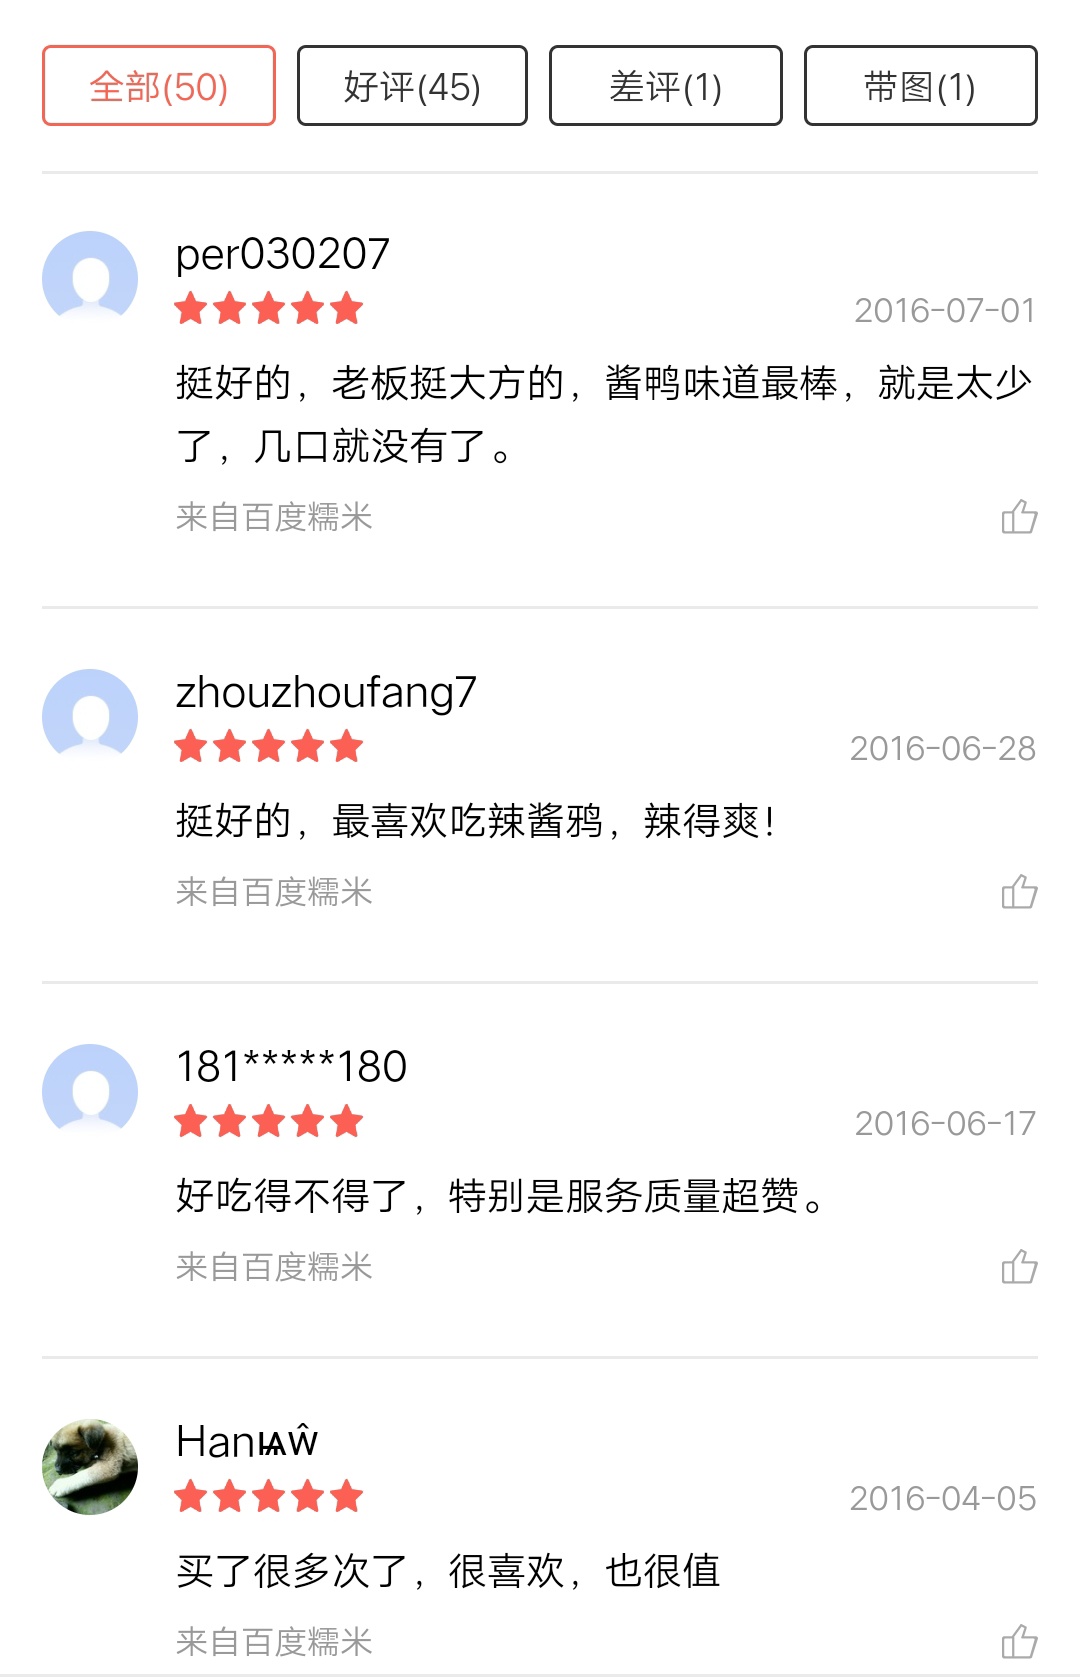 全部(50)
好评(45)
差评(1)
带图(1)
per030207
2016-07-01
挺好的，老板挺大方的，酱鸭味道最棒，就是太少
了，几口就没有了。
来自百度糯米
zhouzhoufang7
2016-06-28
挺好的，最喜欢吃辣酱鸦，辣得爽！
来自百度糯米
181*****180
2016-06-17
好吃得不得了，特别是服务质量超赞。
来自百度糯米
Hanѩŵ
2016-04-05
买了很多次了，很喜欢，也很值
来自百度糯米